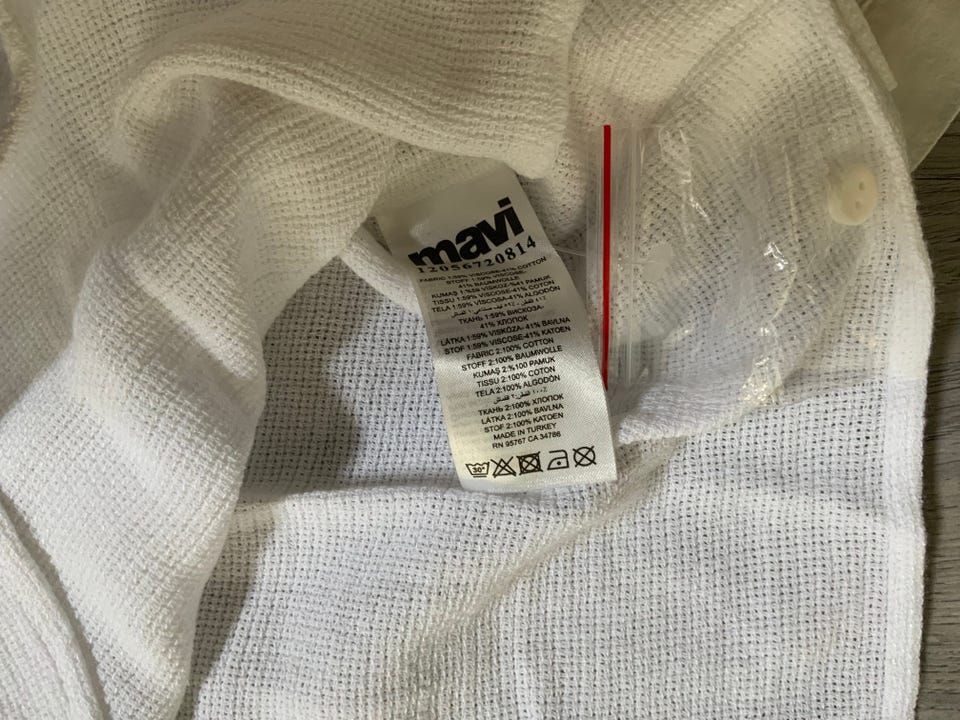 mavi
12056720814
FABRIC 1:59% VISCOSE-41% COTTON
STOFF 1:59% VISCOSE-
41% BAUMWOLLE
KUMAŞ 1:%59 VİSKOZ-%41 PAMUK
TISSU 1:59% VISCOSE-41% COTON
TELA 1:59% VISCOSA-41% ALGODÓN
ТКАНЬ 1:59% ВИСКОЗА-
41% ХЛОПОК
LÁTKA 1:59% VISKÓZA- 41% BAVLNA
STOF 1:59% VISCOSE-41% KATOEN
FABRIC 2:100% COTTON
STOFF 2:100% BAUMWOLLE
KUMAŞ 2:%100 PAMUK
TISSU 2:100% COTON
TELA 2:100% ALGODÓN
ТКАНЬ 2:100% ХЛОПОК
LÁTKA 2:100% BAVLNA
STOF 2:100% KATOEN
MADE IN TURKEY
RN 95767 CA 34786
30°